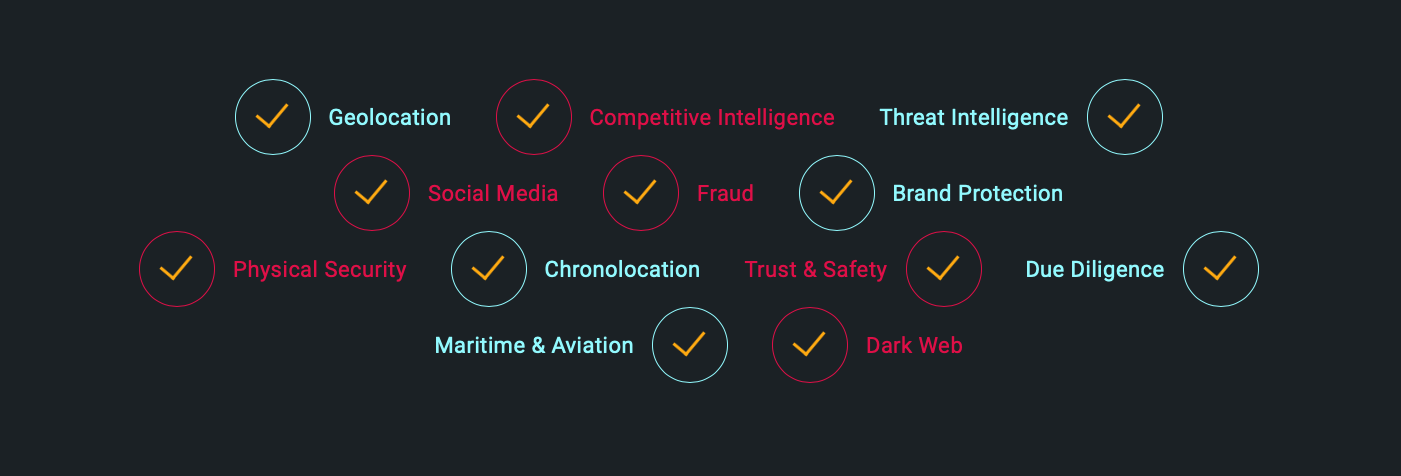 Geolocation Competitive Intelligence Threat Intelligence
Social Media Fraud Brand Protection
Physical Security Chronolocation Trust & Safety Due Diligence
Maritime & Aviation Dark Web